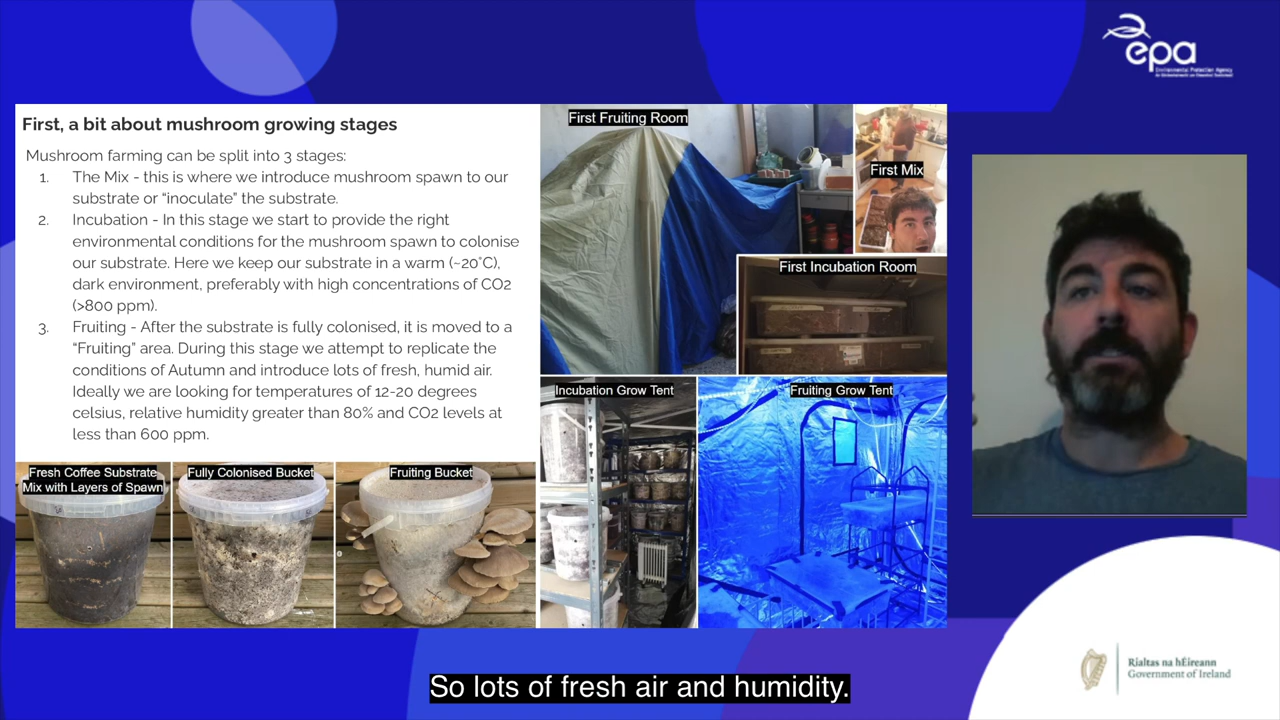 epa
Environmental Protection Agency
First, a bit about mushroom growing stages
Mushroom farming can be split into 3 stages:
1. The Mix - this is where we introduce mushroom spawn to our
substrate or “inoculate” the substrate.
2. Incubation - In this stage we start to provide the right
environmental conditions for the mushroom spawn to colonise
our substrate. Here we keep our substrate in a warm (~20°C),
dark environment, preferably with high concentrations of CO2
(>800 ppm).
3. Fruiting - After the substrate is fully colonised, it is moved to a
“Fruiting” area. During this stage we attempt to replicate the
conditions of Autumn and introduce lots of fresh, humid air.
Ideally we are looking for temperatures of 12-20 degrees
celsius, relative humidity greater than 80% and CO2 levels at
less than 600 ppm.
First Fruiting Room
First Mix
First Incubation Room
Incubation Grow Tent
Fruiting Grow Tent
Fresh Coffee Substrate
Mix with Layers of Spawn
Fully Colonised Bucket
Fruiting Bucket
Rialtas na hÉireann
Government of Ireland
So lots of fresh air and humidity.